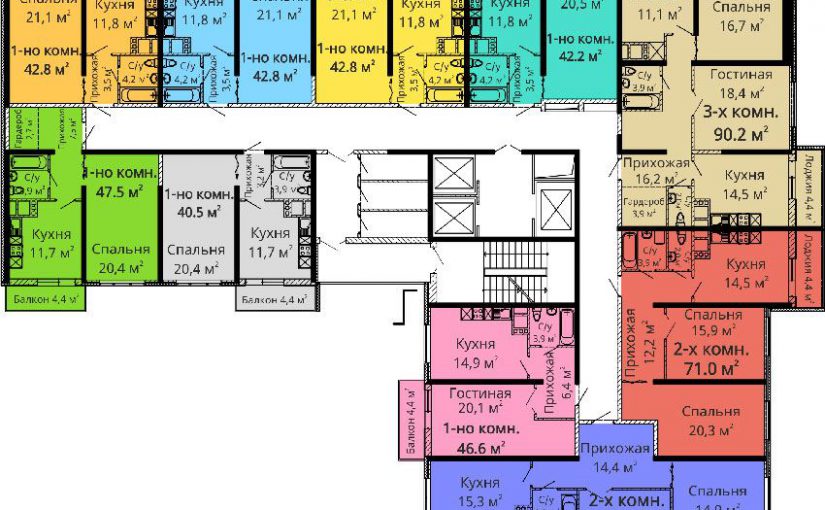 Спальня
21,1 м²
1-но комн.
42.8 м²
Кухня
11,8 м²
Прихожая
3,5 м²
С/у
4,2 м²
Кухня
11,8 м²
С/у
4,2 м²
Прихожая
3,5 м²
21,1 м²
1-но комн.
42.8 м²
21,1 м²
1-но комн.
42.8 м²
Кухня
11,8 м²
Прихожая
3,5 м²
С/у
4,2 м²
Кухня
11,8 м²
С/у
4,2 м²
Прихожая
3,5 м²
20,5 м²
1-но комн.
42.2 м²
11,1 м²
Спальня
16,7 м²
С/у
3,9 м²
Гостиная
18,4 м²
3-х комн.
90.2 м²
Прихожая
16,2 м²
Гардероб
3,9 м²
Кухня
14,5 м²
Лоджия 4,4 м²
Гардероб
Прихожая
С/у
3,9 м²
Кухня
11,7 м²
1-но комн.
47.5 м²
Спальня
20,4 м²
Балкон 4,4 м²
1-но комн.
40.5 м²
Спальня
20,4 м²
Прихожая
3,2 м²
С/у
3,9 м²
Кухня
11,7 м²
Балкон 4,4 м²
С/у
3,9 м²
Кухня
14,5 м²
Лоджия 4,4 м²
Прихожая
12,2 м²
Спальня
15,9 м²
2-х комн.
71.0 м²
Спальня
20,3 м²
Кухня
14,9 м²
С/у
3,9 м²
Прихожая
6,4 м²
Гостиная
20,1 м²
1-но комн.
46.6 м²
Балкон 4,4 м²
Прихожая
14,4 м²
Кухня
15,3 м²
С/у
2-х комн.
Спальня